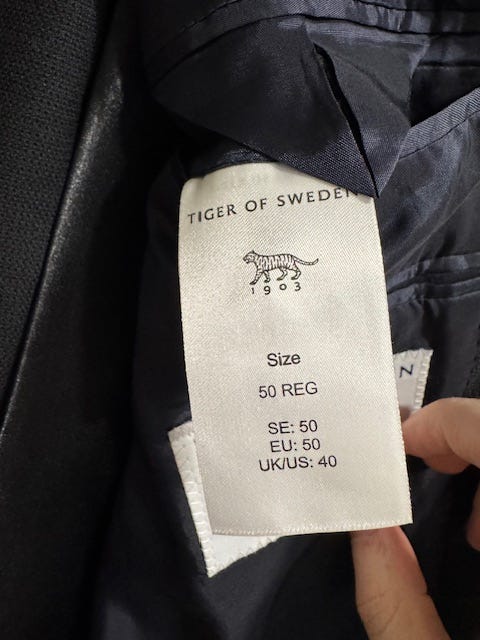 TIGER OF SWEDEN
1903
Size
50 REG
SE: 50
EU: 50
UK/US: 40
N